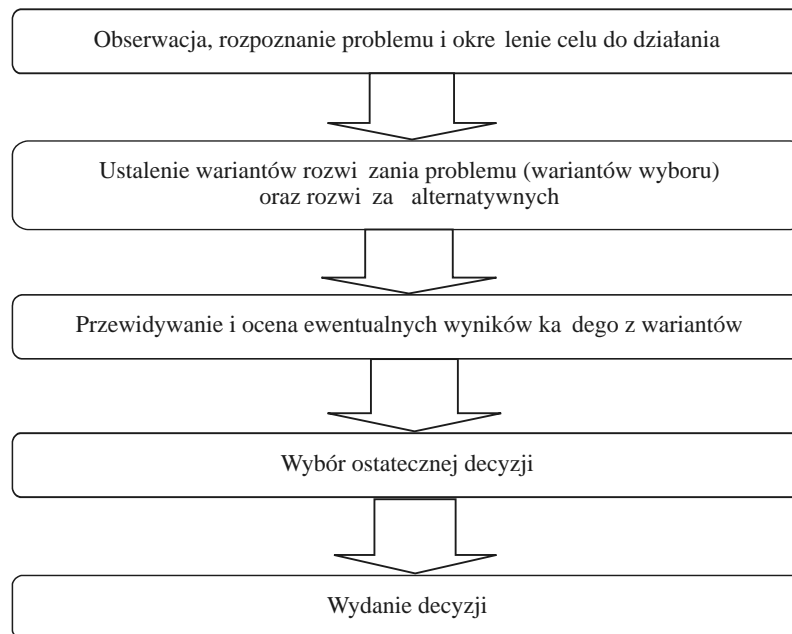 Obserwacja, rozpoznanie problemu i okre lenie celu do działania
Ustalenie wariantów rozwi zania problemu (wariantów wyboru)
oraz rozwi za alternatywnych
Przewidywanie i ocena ewentualnych wyników ka dego z wariantów
Wybór ostatecznej decyzji
Wydanie decyzji